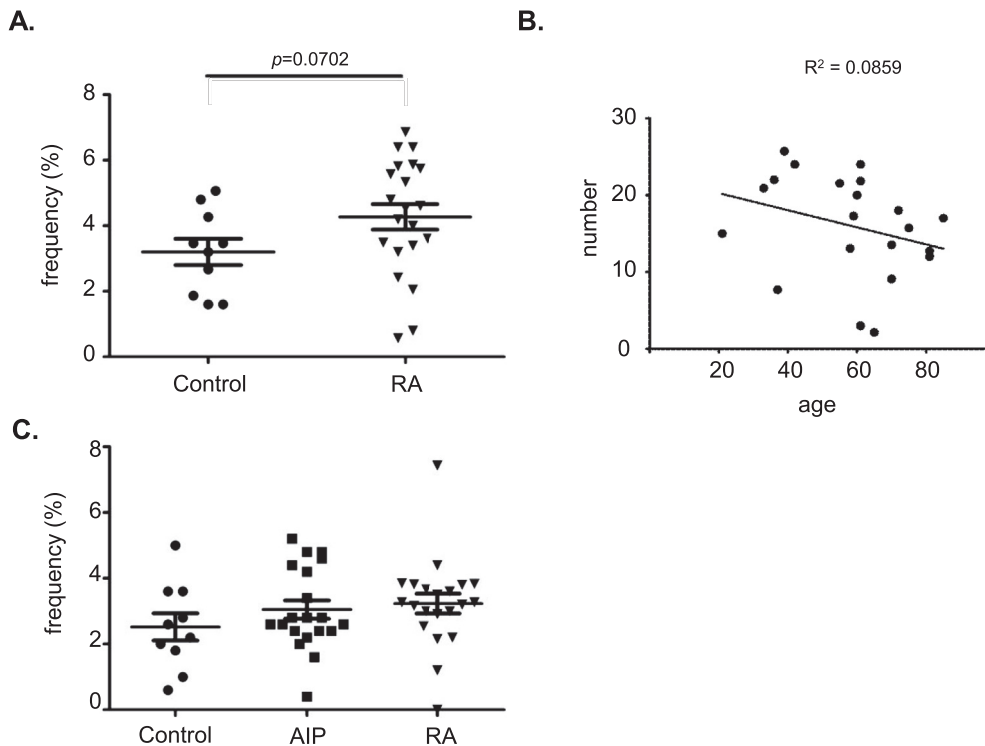 A.
p=0.0702
frequency (%)
8
6
4
2
0
Control RA
B.
R² = 0.0859
number
30
20
10
0
20 40 60 80
age
C.
frequency (%)
8
6
4
2
0
Control AIP RA